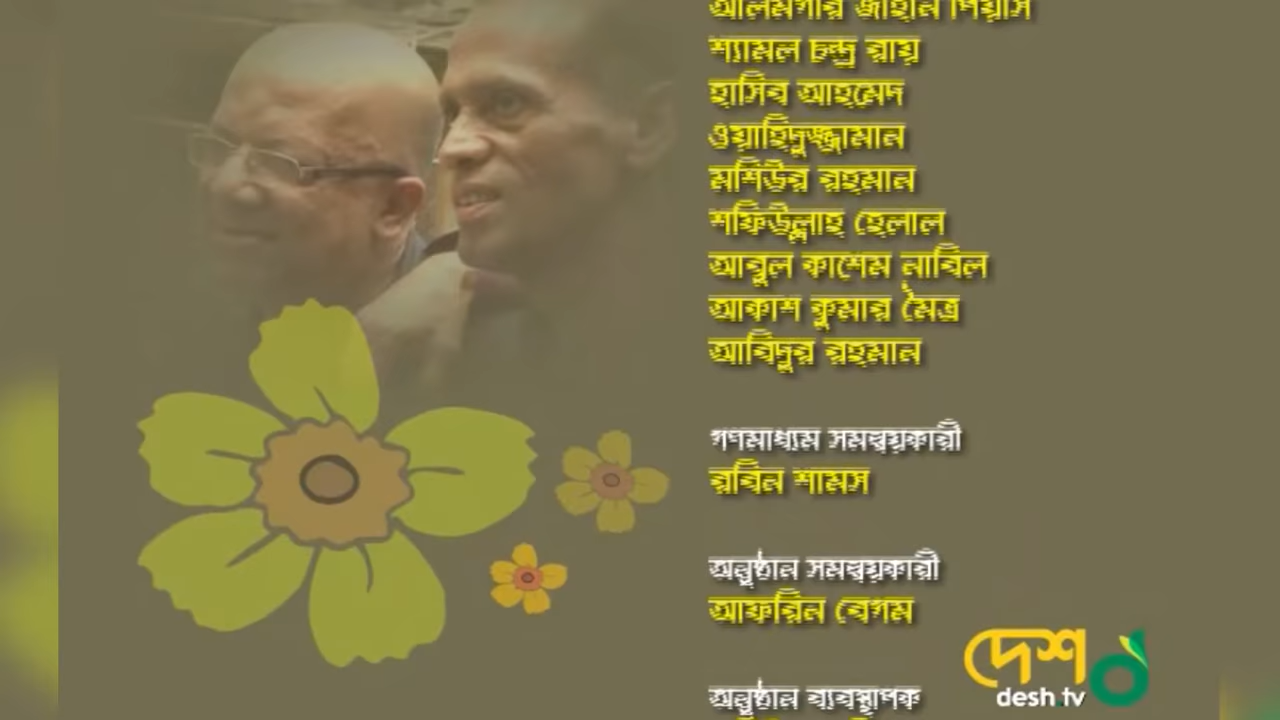 আলমগীর জাহান পিয়াস
শ্যামল চন্দ্র রায়
হাসিব আহমেদ
ওয়াহিদুজ্জামান
মশিউর রহমান
শফিউল্লাহ হেলাল
আবুল কাশেম নাবিল
আকাশ কুমার মৈত্র
আবিদুর রহমান
গণমাধ্যম সমন্বয়কারী
রবিন শামস
অনুষ্ঠান সমন্বয়কারী
আফরিন বেগম
অনুষ্ঠান ব্যবস্থাপক
দেশ
desh.tv